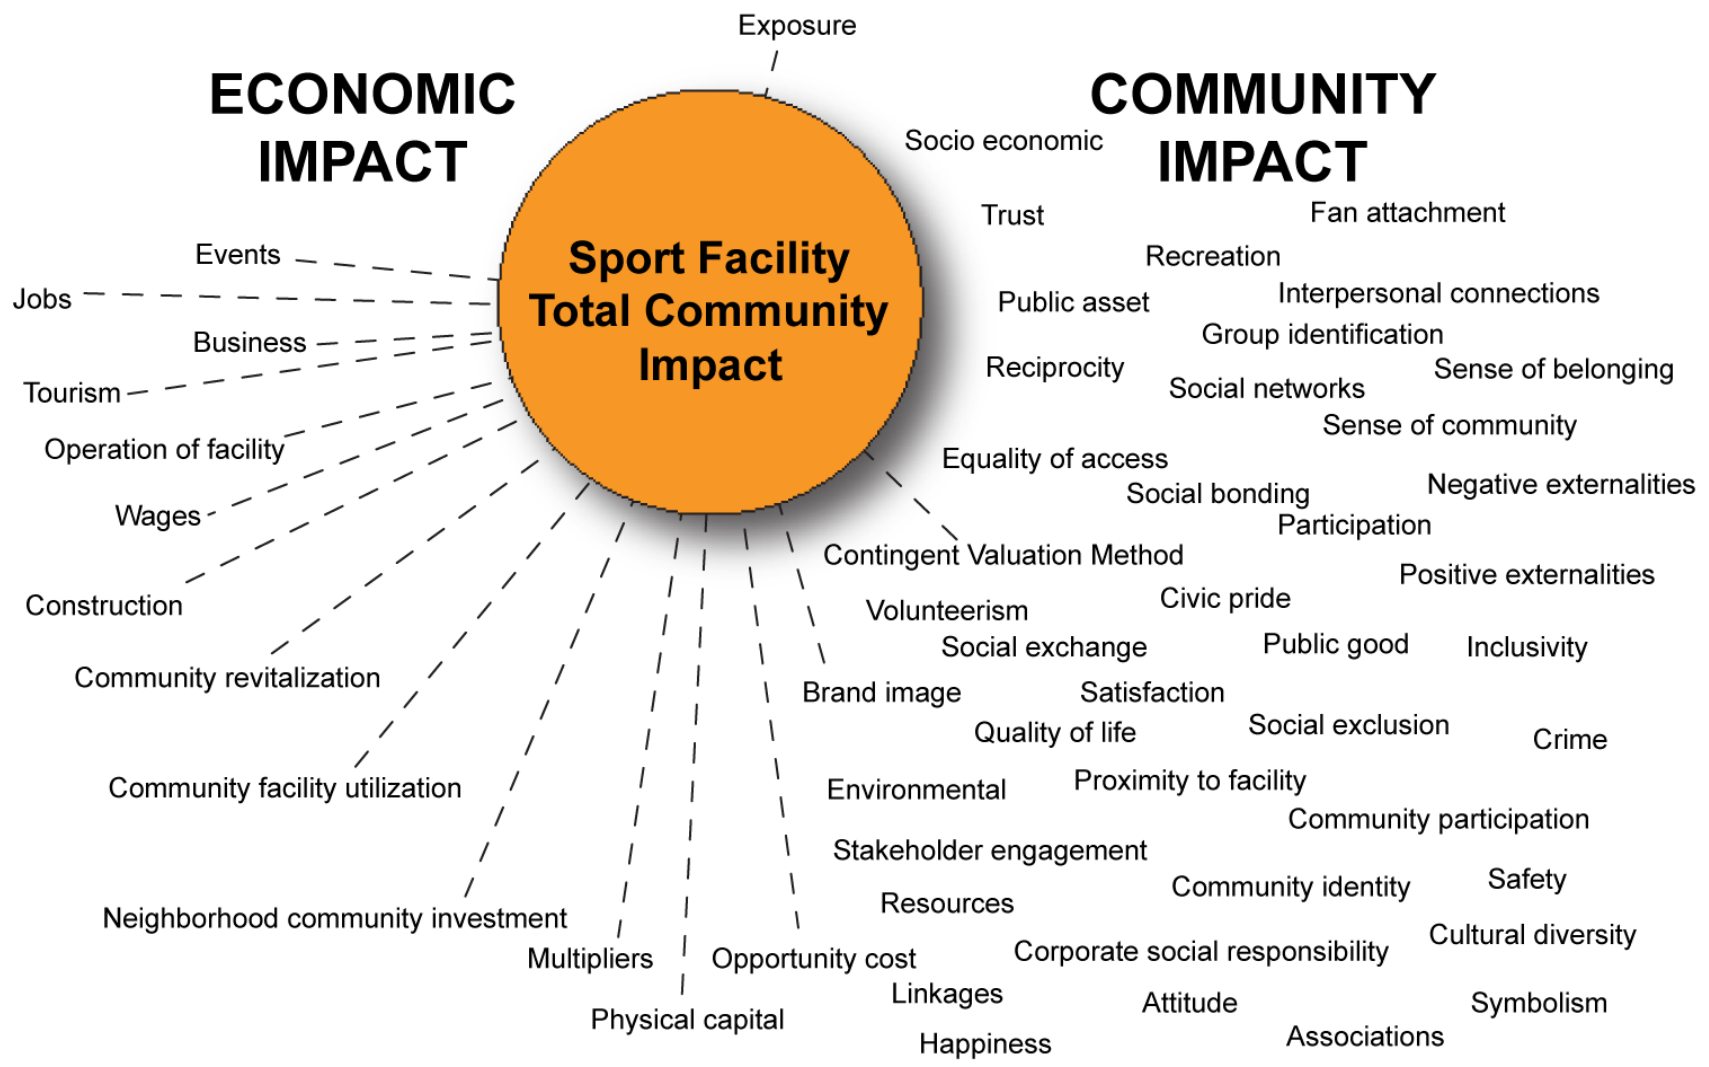 Exposure
ECONOMIC
IMPACT
COMMUNITY
IMPACT
Sport Facility
Total Community
Impact
Events
Jobs
Business
Tourism
Operation of facility
Wages
Construction
Community revitalization
Community facility utilization
Neighborhood community investment
Multipliers
Physical capital
Opportunity cost
Brand image
Contingent Valuation Method
Socio economic
Trust
Fan attachment
Recreation
Public asset
Interpersonal connections
Group identification
Reciprocity
Sense of belonging
Social networks
Sense of community
Equality of access
Negative externalities
Social bonding
Participation
Positive externalities
Civic pride
Volunteerism
Social exchange
Public good
Inclusivity
Satisfaction
Quality of life
Social exclusion
Crime
Environmental
Proximity to facility
Community participation
Stakeholder engagement
Community identity
Safety
Resources
Cultural diversity
Corporate social responsibility
Linkages
Attitude
Symbolism
Happiness
Associations